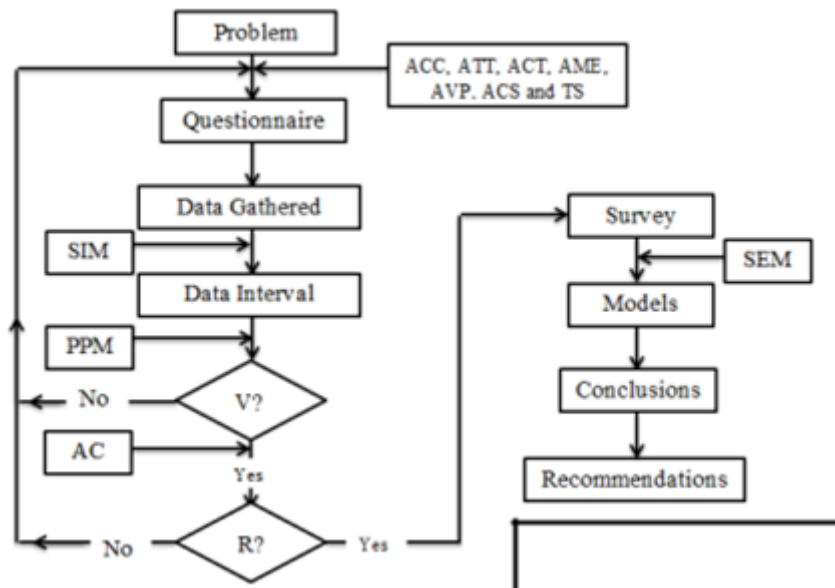 Problem
ACC, ATT, ACT, AME,
AVP. ACS and TS
Questionnaire
Data Gathered
SIM
Data Interval
PPM
V?
No
AC
Yes
R?
No
Yes
Survey
SEM
Models
Conclusions
Recommendations